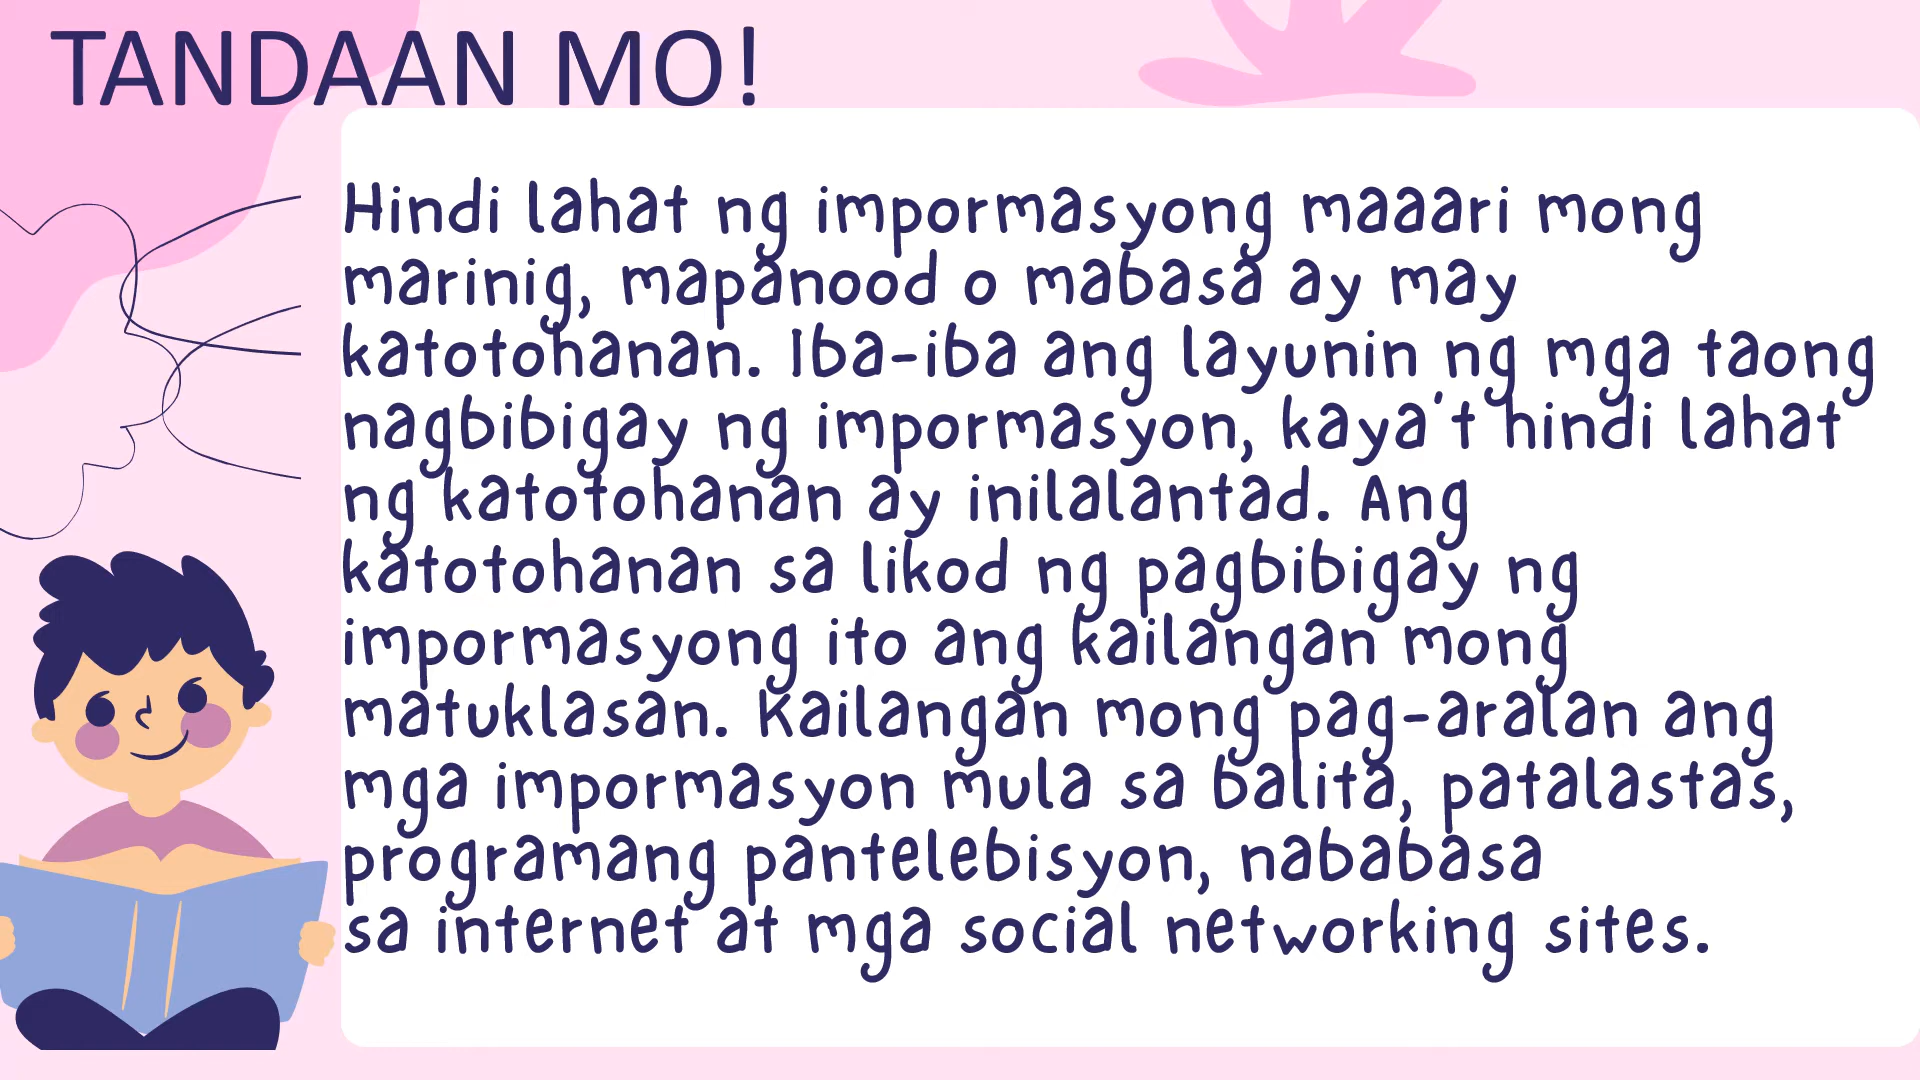 TANDAAN MO!
Hindi lahat ng impormasyong maaari mong
marinig, mapanood o mabasa ay may
katotohanan. Iba-iba ang layunin ng mga taong
nagbibigay ng impormasyon, kaya't hindi lahat
ng katotohanan ay inilalantad. Ang
katotohanan sa likod ng pagbibigay ng
impormasyong ito ang kailangan mong
matuklasan. Kailangan mong pag-aralan ang
mga impormasyon mula sa balita, patalastas,
programang pantelebisyon, nababasa
sa internet at mga social networking sites.